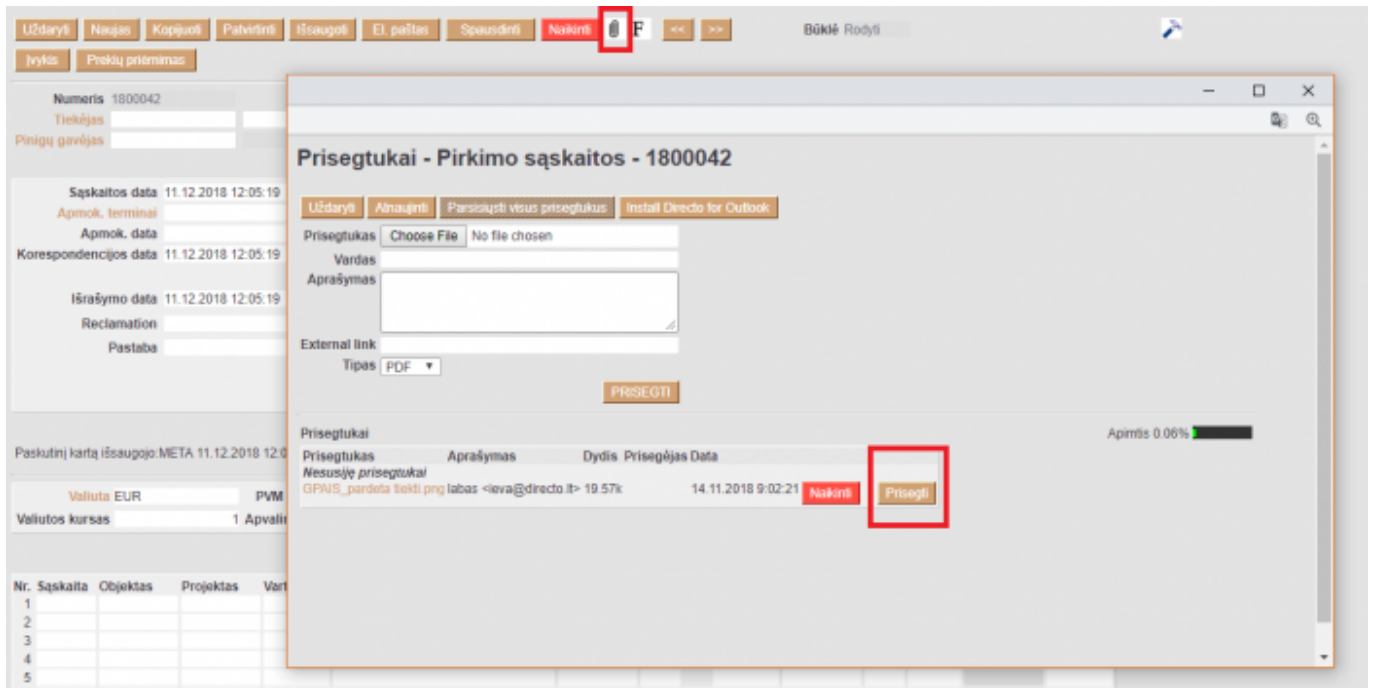 Uždaryti Naujas Kopijuoti Patvirtinti Išsaugoti El. paštas Spausdinti Naikinti F << >> Būklė Rodyti
Įvykis Prekių priėmimas
Numeris 1800042
Tiekėjas
Pinigų gavėjas
Prisegtukai - Pirkimo sąskaitos - 1800042
Sąskaitos data 11.12.2018 12:05:19
Uždaryti Atnaujinti Parsisiųsti visus prisegtukus Install Directo for Outlook
Apmok. terminai
Apmok. data
Prisegtukas Choose File No file chosen
Korespondencijos data 11.12.2018 12:05:19
Vardas
Aprašymas
Išrašymo data 11.12.2018 12:05:19
Reclamation
External link
Pastaba
Tipas PDF
PRISEGTI
Prisegtukai Apimtis 0.06%
Paskutinį kartą išsaugojo:META 11.12.2018 12:0
Prisegtukas Aprašymas Dydis Prisegėjas Data
Nesusiję prisegtukai
GPAIS_pardeta tiekti.png labas <ieva@directo.lt> 19.57k 14.11.2018 9:02:21 Naikinti Prisegti
Valiuta EUR PVM
Valiutos kursas 1 Apvalin
Nr. Sąskaita Objektas Projektas Vart
1
2
3
4
5